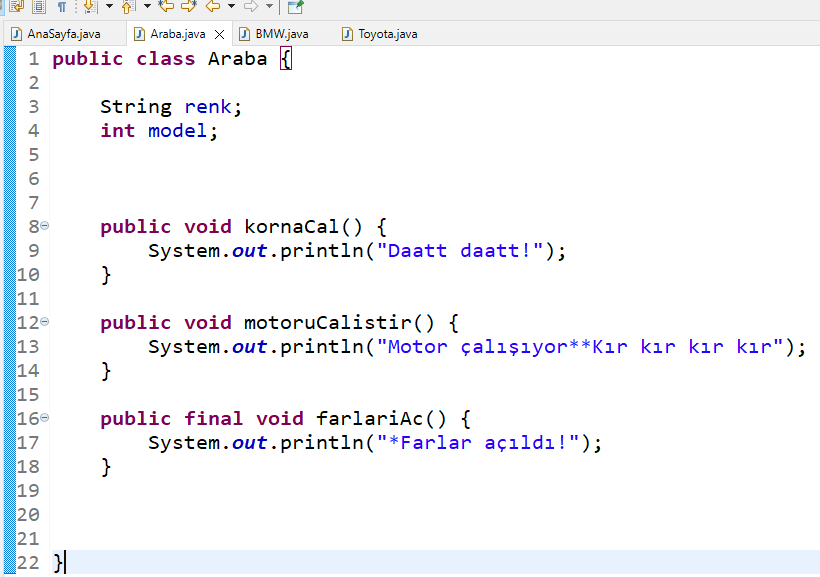 AnaSayfa.java Araba.java BMW.java Toyota.java
1 public class Araba {
2
3 String renk;
4 int model;
5
6
7
8 public void kornaCal() {
9 System.out.println("Daatt daatt!");
10 }
11
12 public void motoruCalistir() {
13 System.out.println("Motor çalışıyor**Kır kır kır kır");
14 }
15
16 public final void farlariAc() {
17 System.out.println("*Farlar açıldı!");
18 }
19
20
21
22 }